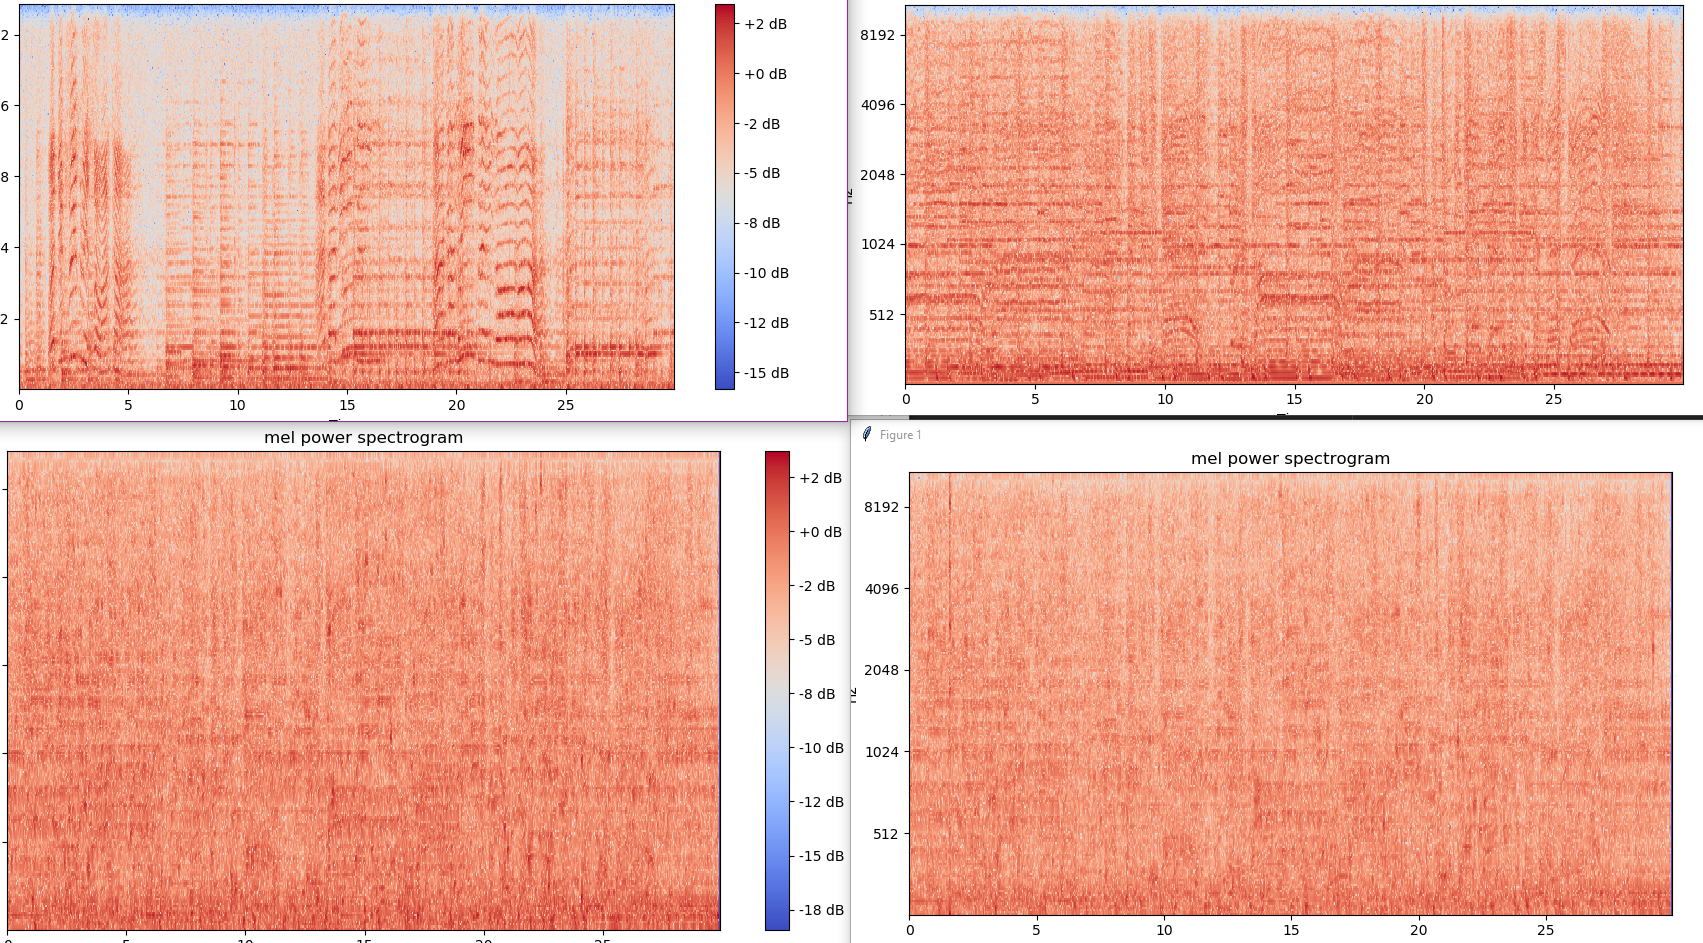 2
6
8
4
2
0 5 10 15 20 25
+2 dB
+0 dB
-2 dB
-5 dB
-8 dB
-10 dB
-12 dB
-15 dB
8192
4096
2048
1024
512
0 5 10 15 20 25
mel power spectrogram
+2 dB
+0 dB
-2 dB
-5 dB
-8 dB
-10 dB
-12 dB
-15 dB
-18 dB
Figure 1
mel power spectrogram
8192
4096
2048
1024
512
0 5 10 15 20 25